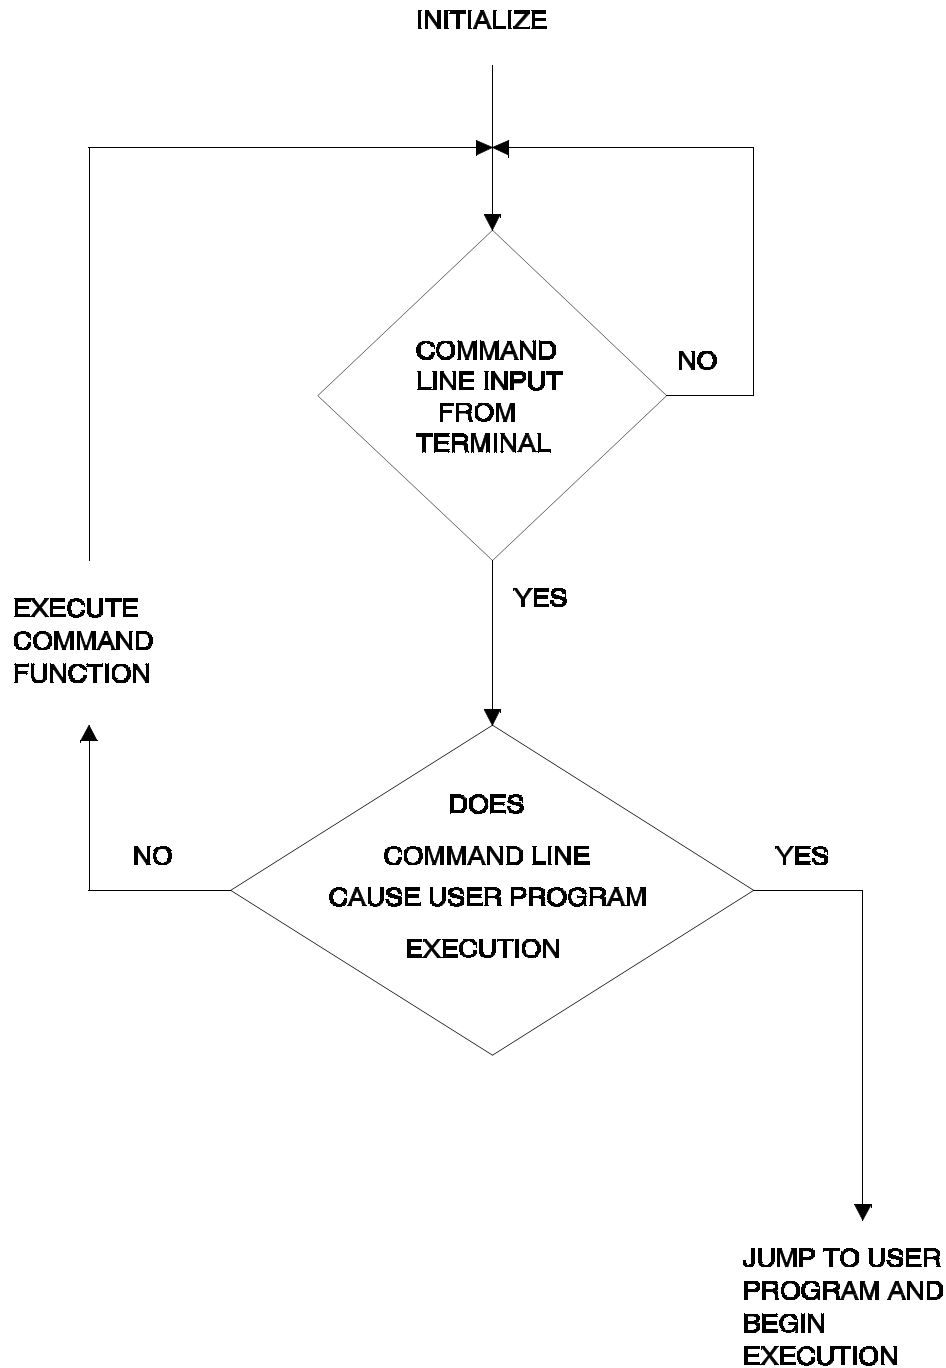 INITIALIZE
COMMAND
LINE INPUT
FROM
TERMINAL
NO
YES
EXECUTE
COMMAND
FUNCTION
DOES
COMMAND LINE
CAUSE USER PROGRAM
EXECUTION
NO
YES
JUMP TO USER
PROGRAM AND
BEGIN
EXECUTION